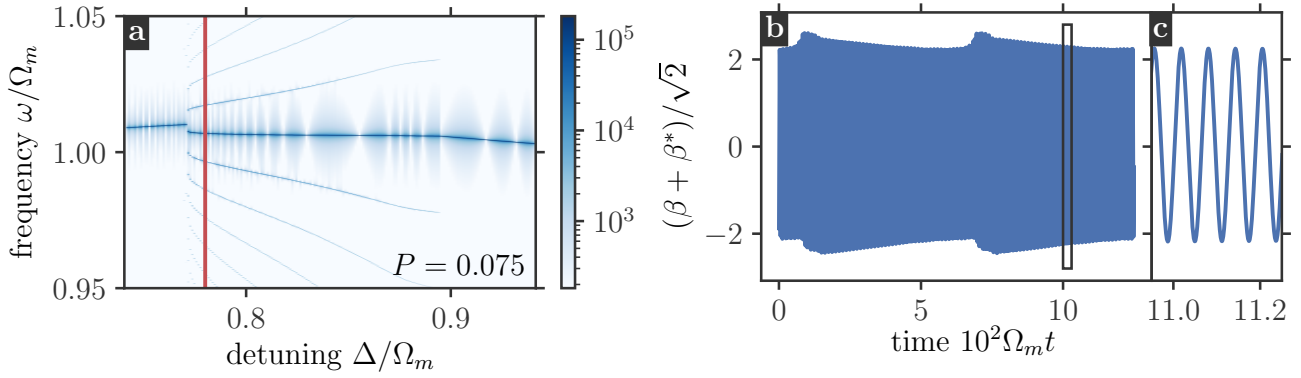 a
1.05
1.00
0.95
frequency ω/Ω_m
0.8
0.9
detuning Δ/Ω_m
P = 0.075
10^5
10^4
10^3
b
2
0
−2
(β + β*)/√2
0
5
10
time 10^2Ω_mt
c
11.0
11.2